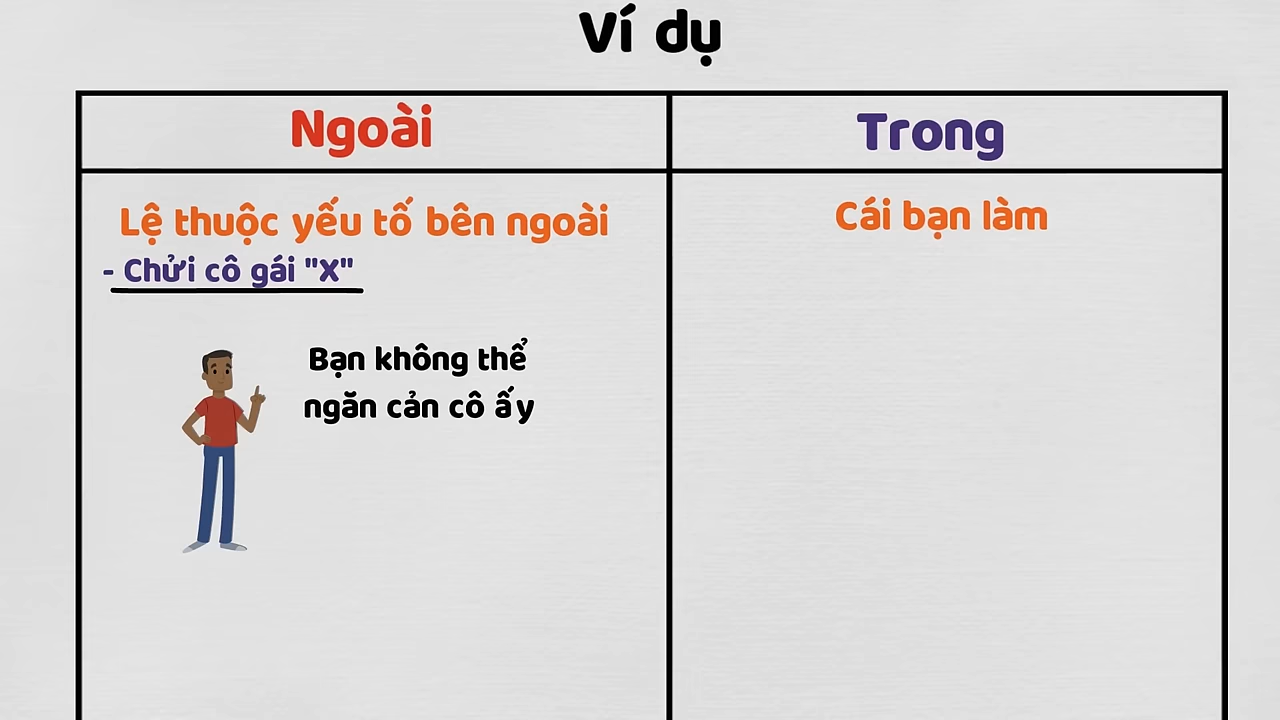 Ví dụ
Ngoài
Trong
Lệ thuộc yếu tố bên ngoài
- Chửi cô gái "X"
Bạn không thể
ngăn cản cô ấy
Cái bạn làm